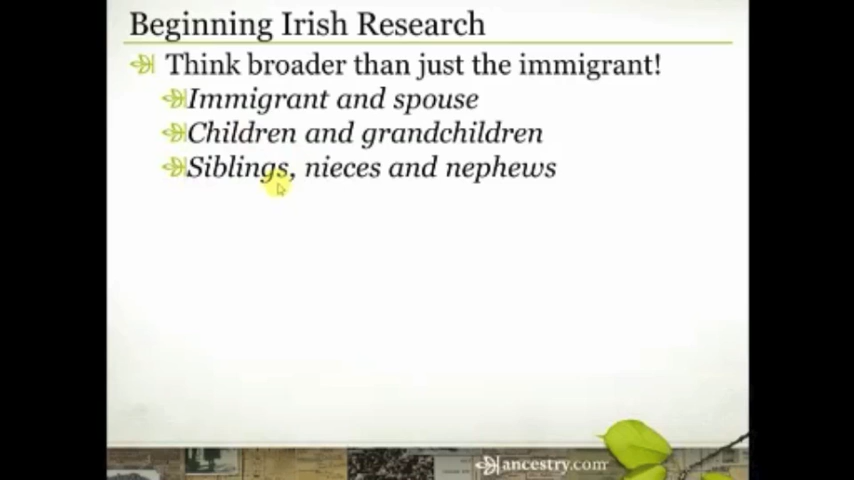 Beginning Irish Research
Think broader than just the immigrant!
Immigrant and spouse
Children and grandchildren
Siblings, nieces and nephews
ancestry.com